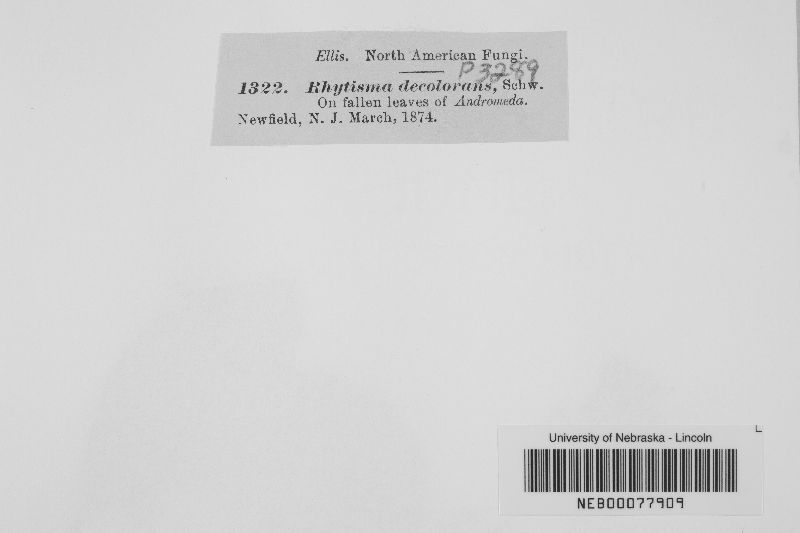 Ellis. North American Fungi.
P3289
1322. Rhytisma decolorans, Schw.
On fallen leaves of Andromeda.
Newfield, N. J. March, 1874.
University of Nebraska - Lincoln
NEB00077909